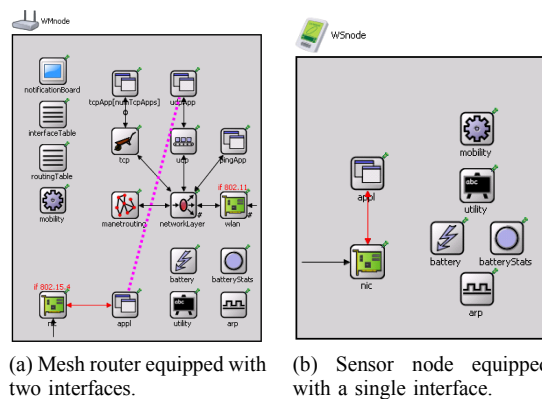 WMnode
notificationBoard
tcpApp[numTcpApps]
udpApp
interfaceTable
tcp
udp
pingApp
routingTable
if 802.11
mobility
manetrouting
networkLayer
#
wlan
#
battery
batteryStats
if 802.15.#
nic
appl
utility
arp
(a) Mesh router equipped with
two interfaces.
WSnode
mobility
appl
abc
utility
nic
battery
batteryStats
arp
(b) Sensor node equipped
with a single interface.